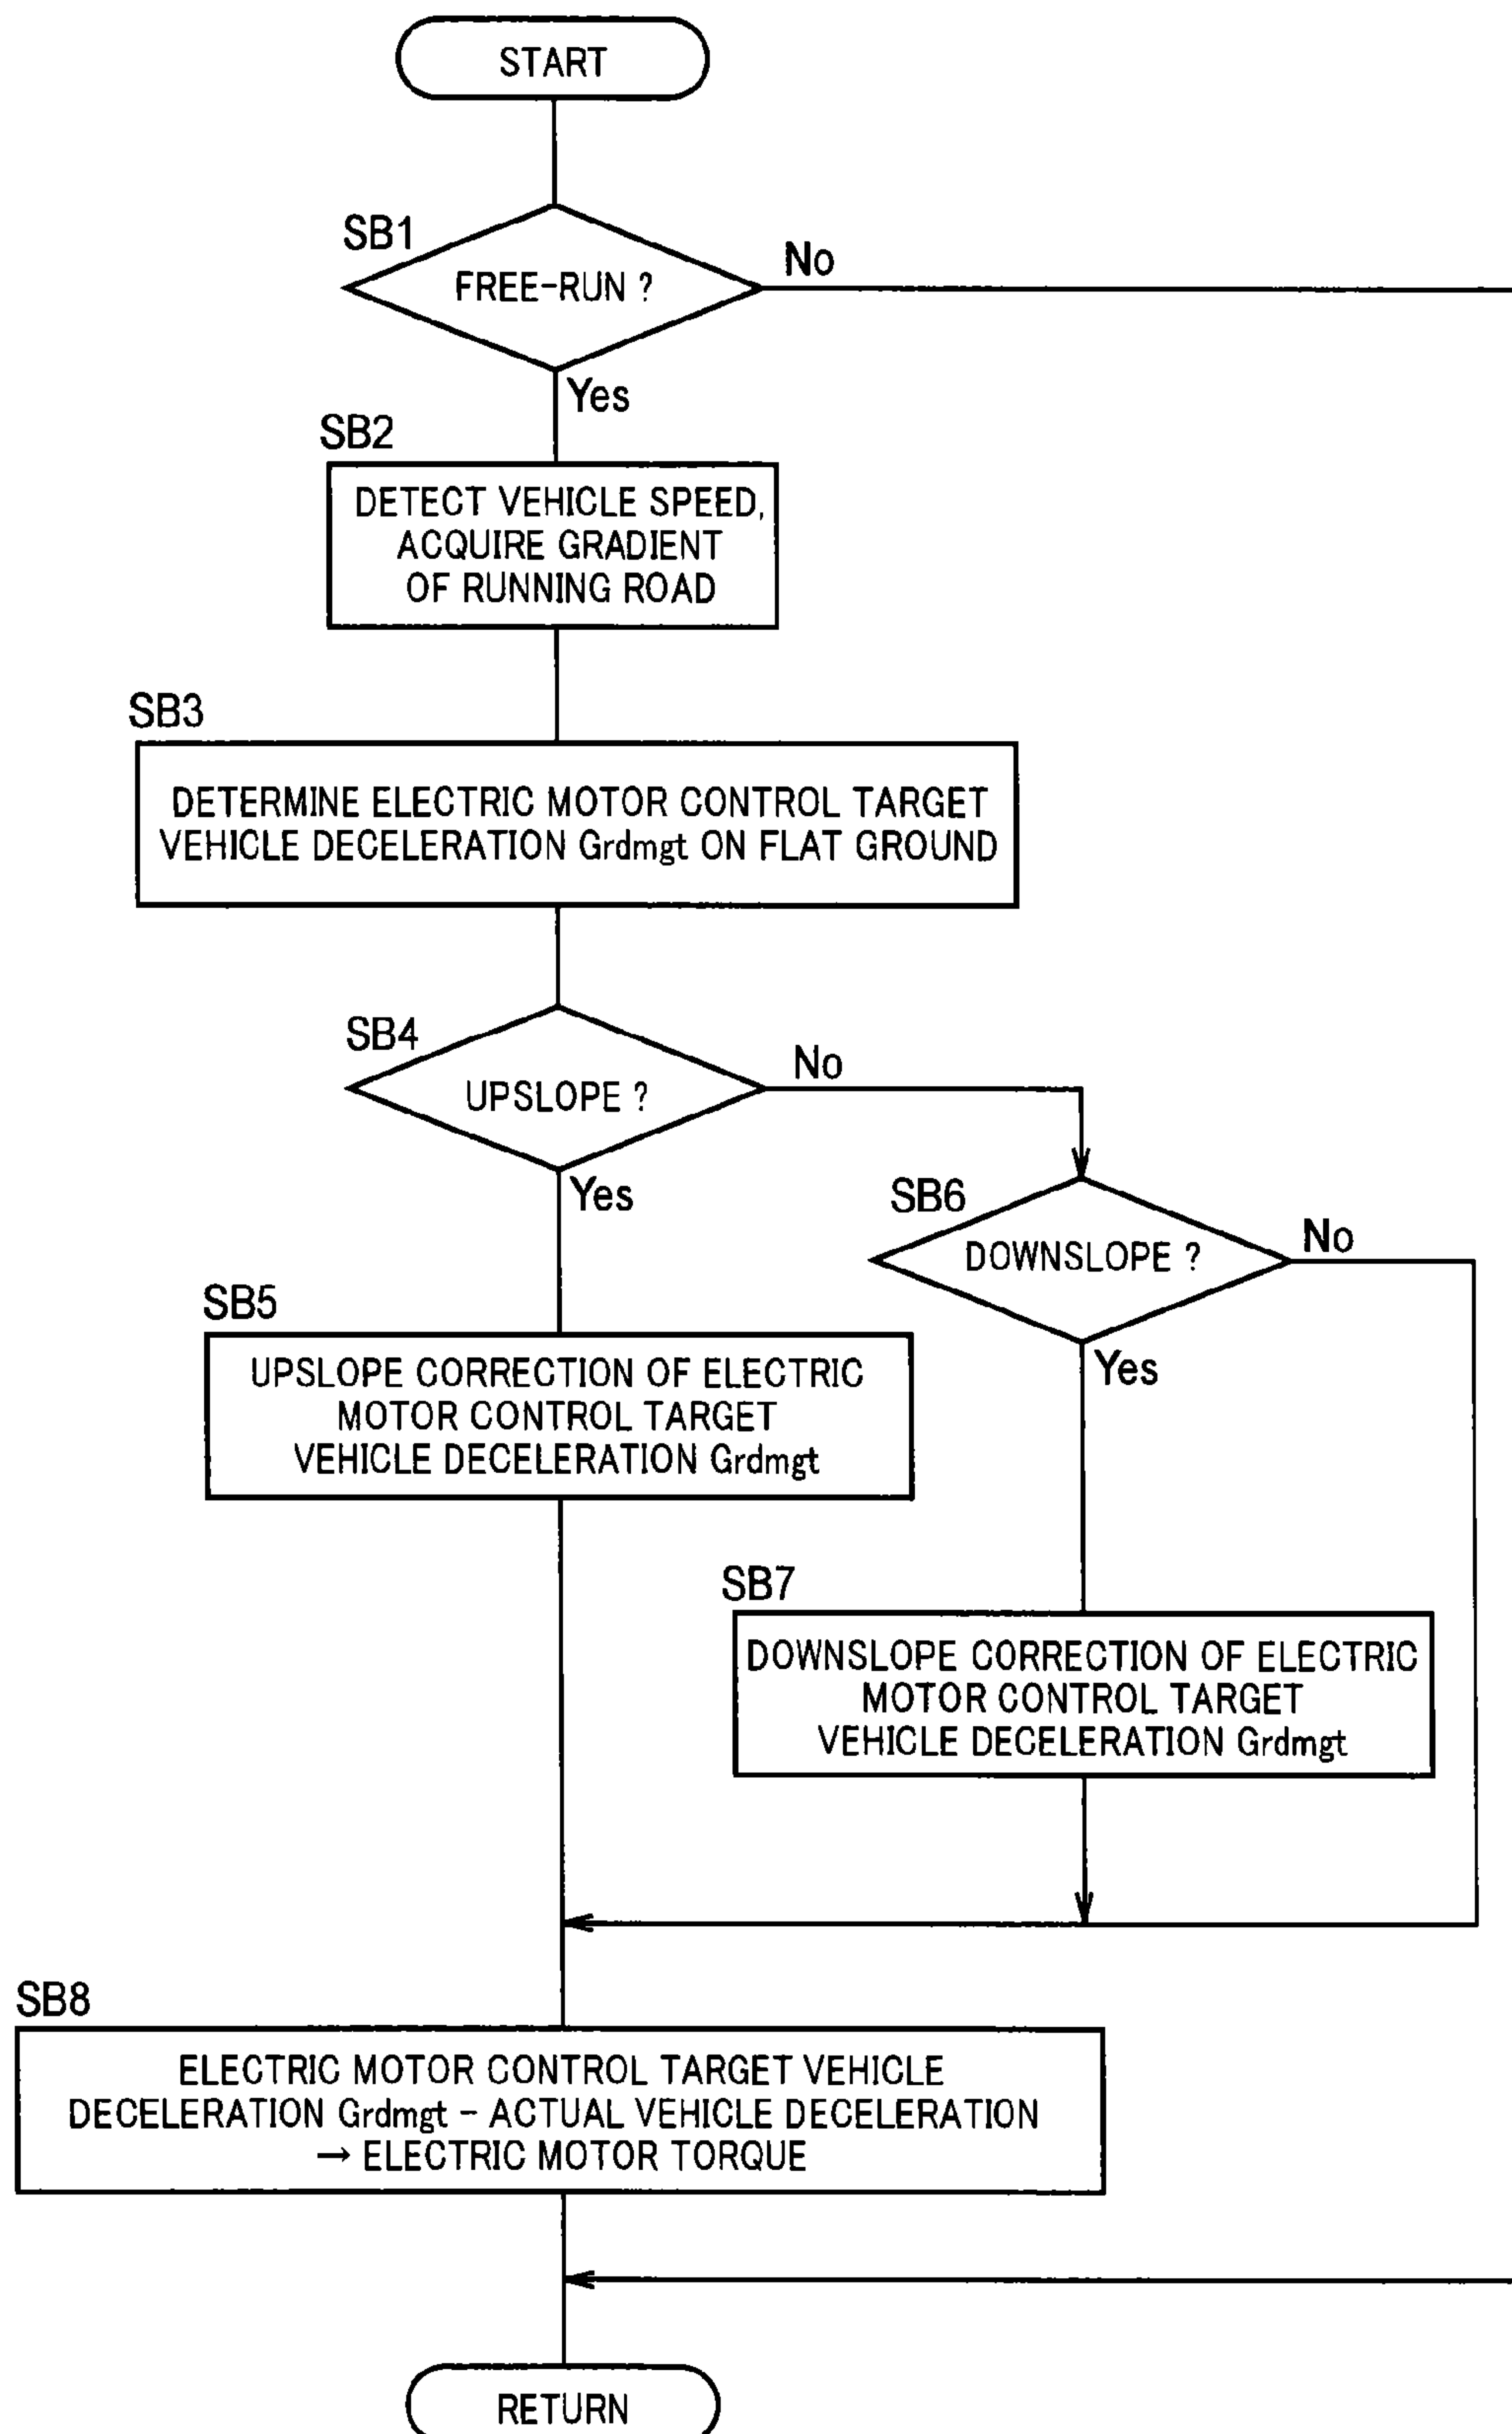 START
SB1
FREE-RUN ?
No
Yes
SB2
DETECT VEHICLE SPEED,
ACQUIRE GRADIENT
OF RUNNING ROAD
SB3
DETERMINE ELECTRIC MOTOR CONTROL TARGET
VEHICLE DECELERATION Grdmgt ON FLAT GROUND
SB4
UPSLOPE ?
No
Yes
SB6
DOWNSLOPE ?
No
Yes
SB5
UPSLOPE CORRECTION OF ELECTRIC
MOTOR CONTROL TARGET
VEHICLE DECELERATION Grdmgt
SB7
DOWNSLOPE CORRECTION OF ELECTRIC
MOTOR CONTROL TARGET
VEHICLE DECELERATION Grdmgt
SB8
ELECTRIC MOTOR CONTROL TARGET VEHICLE
DECELERATION Grdmgt - ACTUAL VEHICLE DECELERATION
→ ELECTRIC MOTOR TORQUE
RETURN